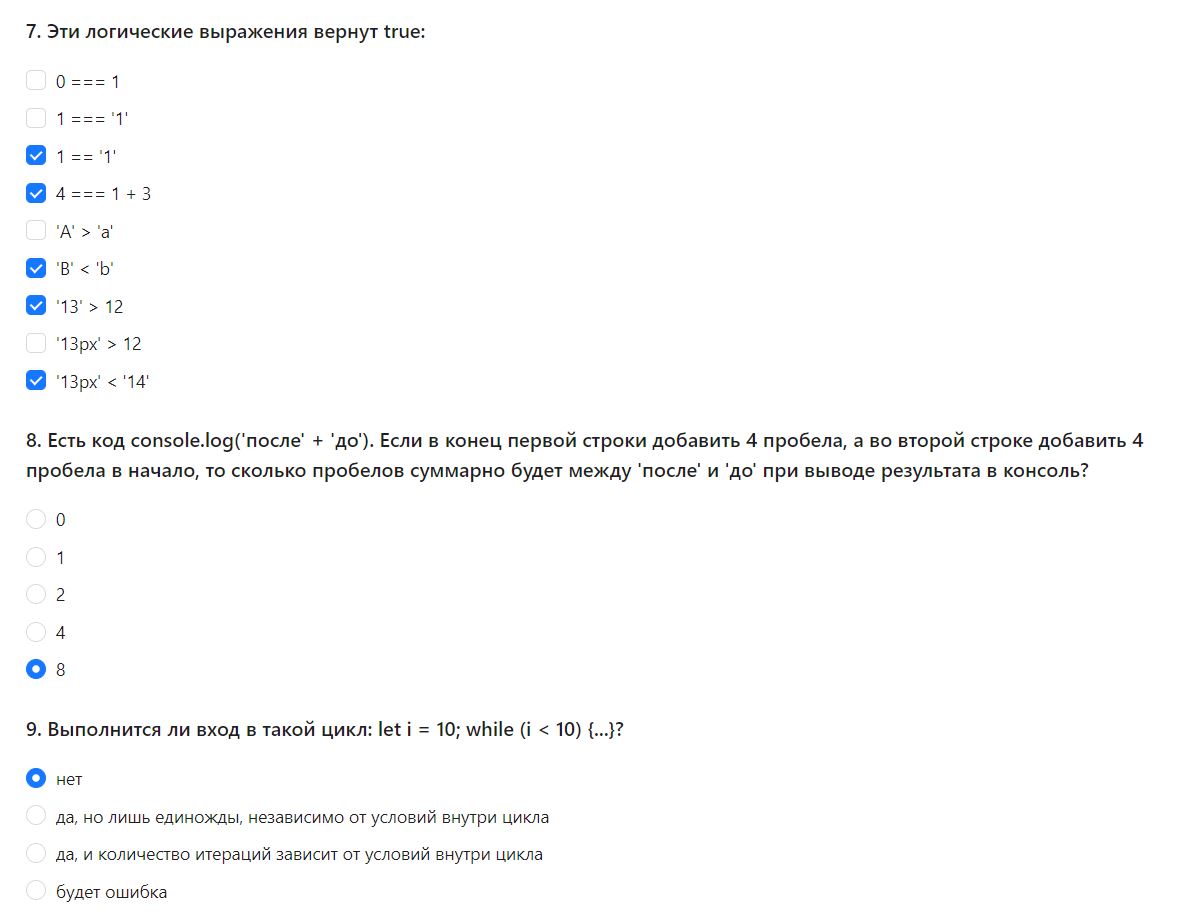 7. Эти логические выражения вернут true:
0 === 1
1 === '1'
1 == '1'
4 === 1 + 3
'A' > 'a'
'B' < 'b'
'13' > 12
'13px' > 12
'13px' < '14'
8. Есть код console.log('после' + 'до'). Если в конец первой строки добавить 4 пробела, а во второй строке добавить 4
пробела в начало, то сколько пробелов суммарно будет между 'после' и 'до' при выводе результата в консоль?
0
1
2
4
8
9. Выполнится ли вход в такой цикл: let i = 10; while (i < 10) {...}?
нет
да, но лишь единожды, независимо от условий внутри цикла
да, и количество итераций зависит от условий внутри цикла
будет ошибка